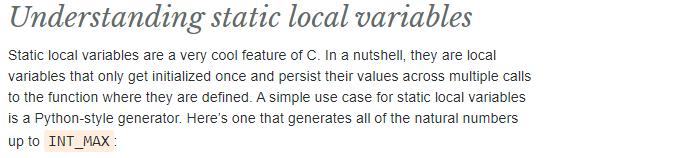 Understanding static local variables
Static local variables are a very cool feature of C. In a nutshell, they are local
variables that only get initialized once and persist their values across multiple calls
to the function where they are defined. A simple use case for static local variables
is a Python-style generator. Here’s one that generates all of the natural numbers
up to INT_MAX: